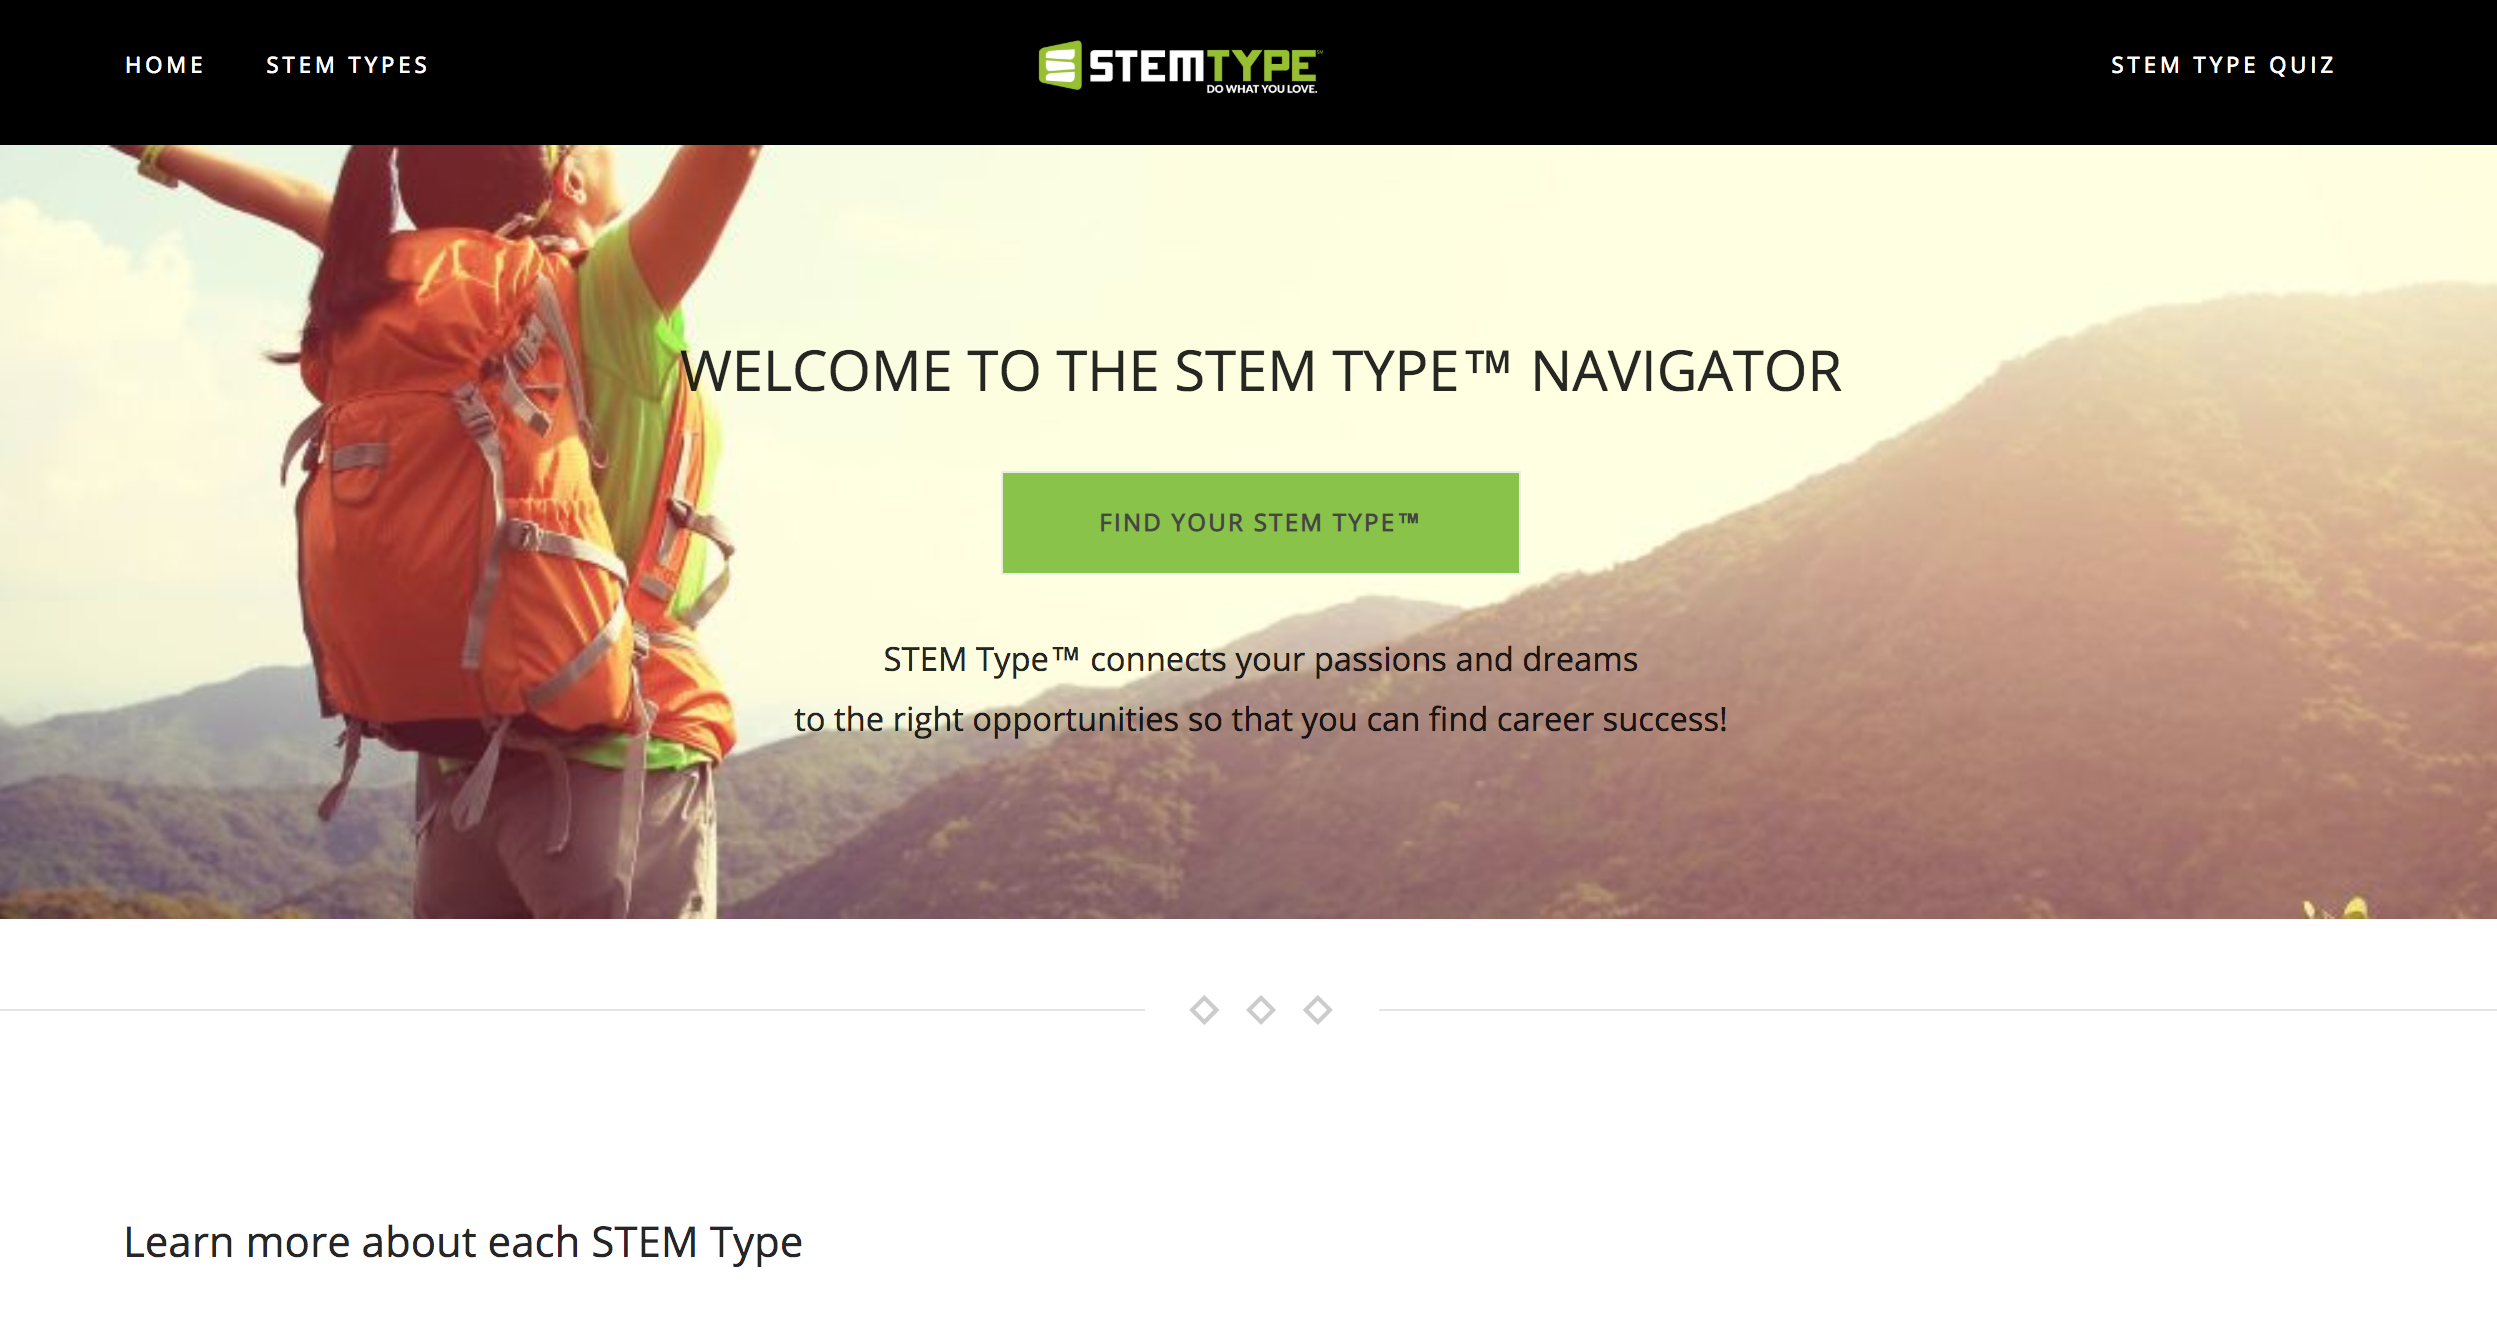 HOME
STEM TYPES
STEMTYPE℠
DO WHAT YOU LOVE.
STEM TYPE QUIZ
WELCOME TO THE STEM TYPE™ NAVIGATOR
FIND YOUR STEM TYPE™
STEM Type™ connects your passions and dreams
to the right opportunities so that you can find career success!
Learn more about each STEM Type